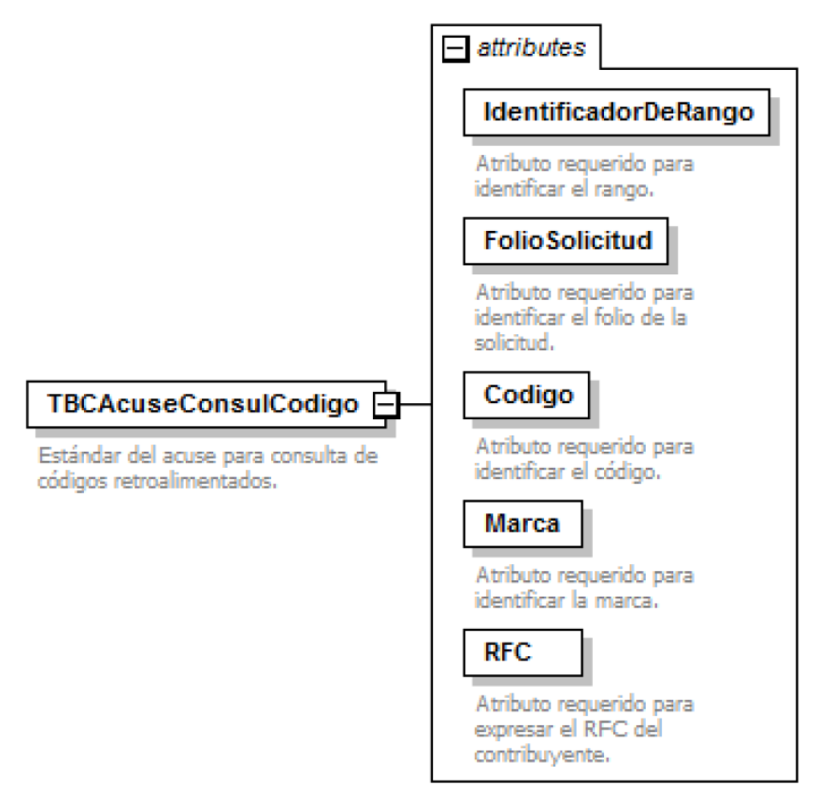 attributes
IdentificadorDeRango
Atributo requerido para
identificar el rango.
FolioSolicitud
Atributo requerido para
identificar el folio de la
solicitud.
TBCAcuseConsulCodigo
Estándar del acuse para consulta de
códigos retroalimentados.
Codigo
Atributo requerido para
identificar el código.
Marca
Atributo requerido para
identificar la marca.
RFC
Atributo requerido para
expresar el RFC del
contribuyente.